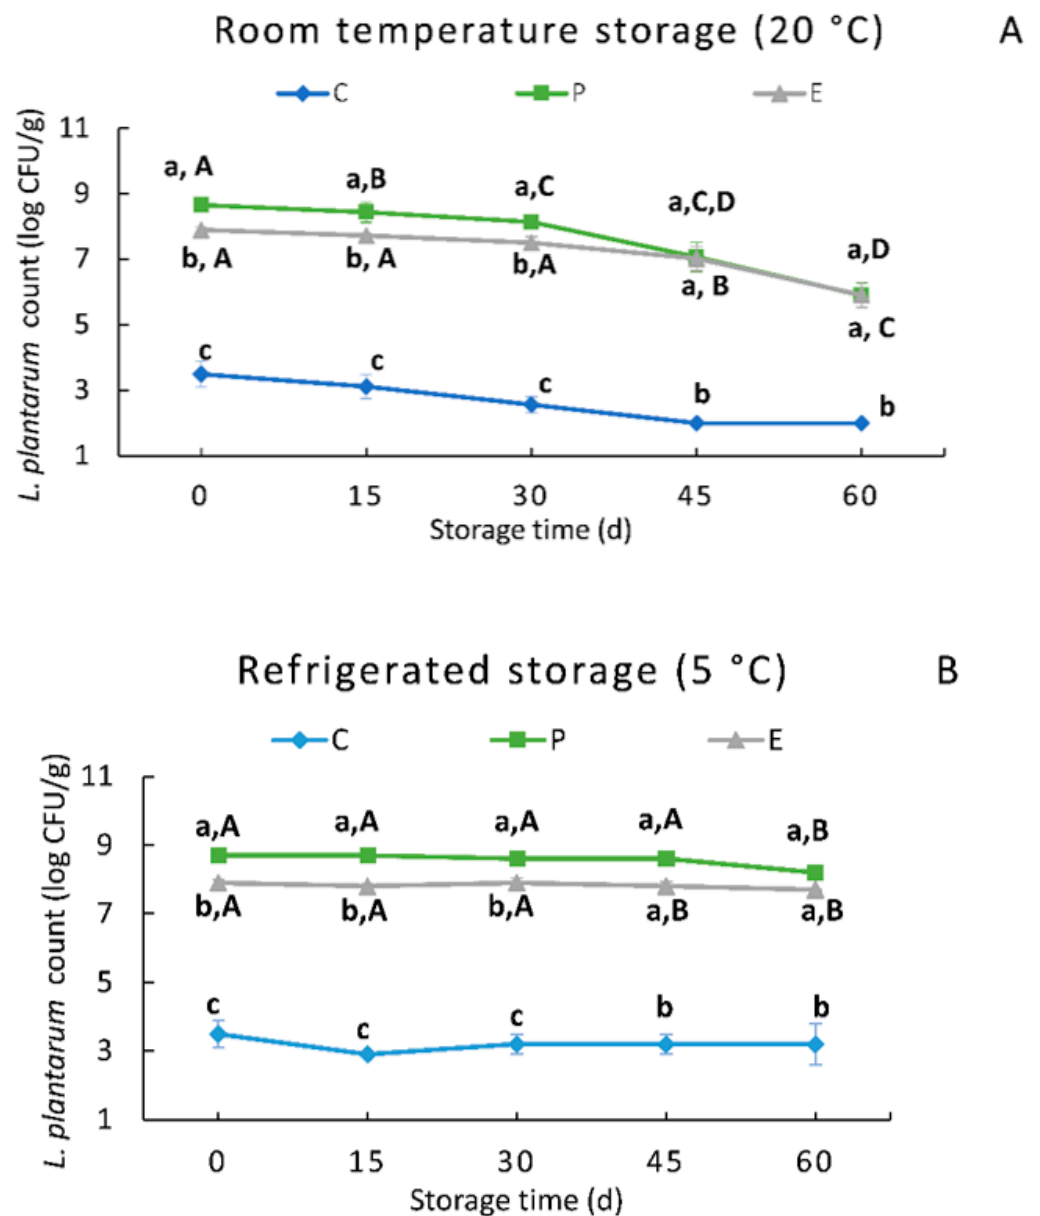 Room temperature storage (20 °C) A
C P E
L. plantarum count (log CFU/g)
11
9
7
5
3
1
a, A
a,B
a,C
a,C,D
a,D
b, A
b, A
b,A
a, B
a, C
c
c
c
b
b
0 15 30 45 60
Storage time (d)
Refrigerated storage (5 °C) B
C P E
L. plantarum count (log CFU/g)
11
9
7
5
3
1
a,A
a,A
a,A
a,A
a,B
b,A
b,A
b,A
a,B
a,B
c
c
c
b
b
0 15 30 45 60
Storage time (d)